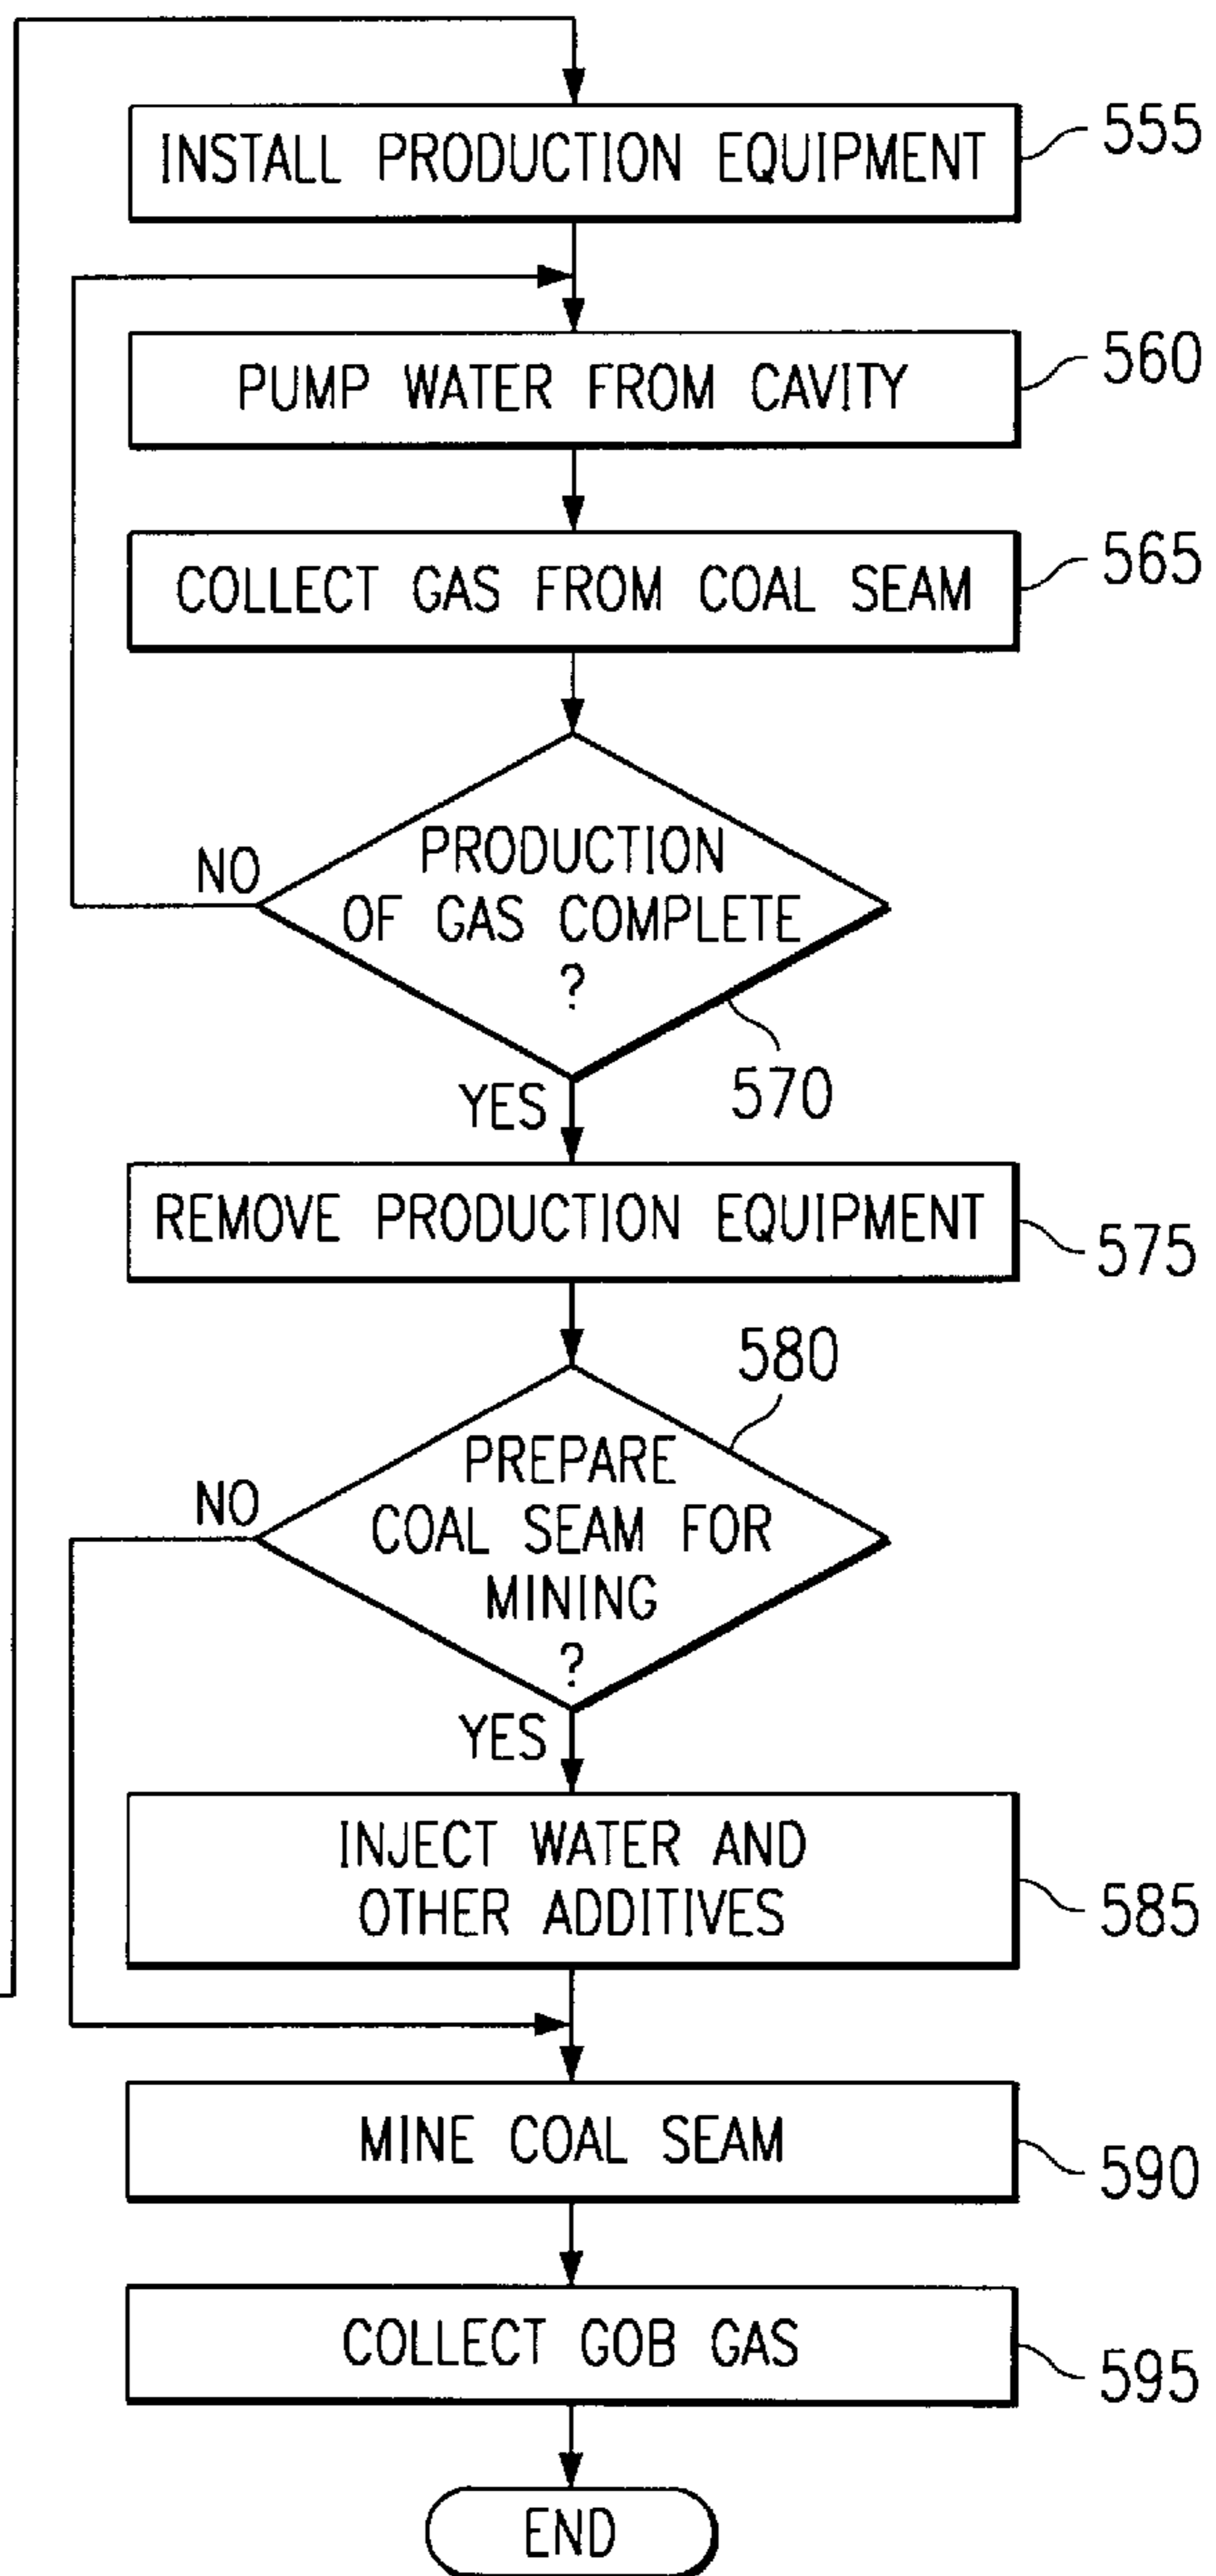 INSTALL PRODUCTION EQUIPMENT
555
PUMP WATER FROM CAVITY
560
COLLECT GAS FROM COAL SEAM
565
PRODUCTION
OF GAS COMPLETE
?
NO
570
YES
REMOVE PRODUCTION EQUIPMENT
575
580
PREPARE
COAL SEAM FOR
MINING
?
NO
YES
INJECT WATER AND
OTHER ADDITIVES
585
MINE COAL SEAM
590
COLLECT GOB GAS
595
END